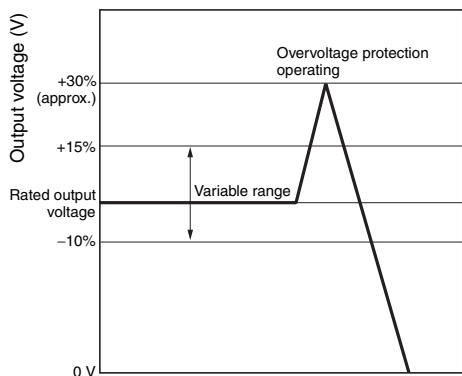 Output voltage (V)
Overvoltage protection
operating
+30%
(approx.)
+15%
Rated output
voltage
Variable range
−10%
0 V